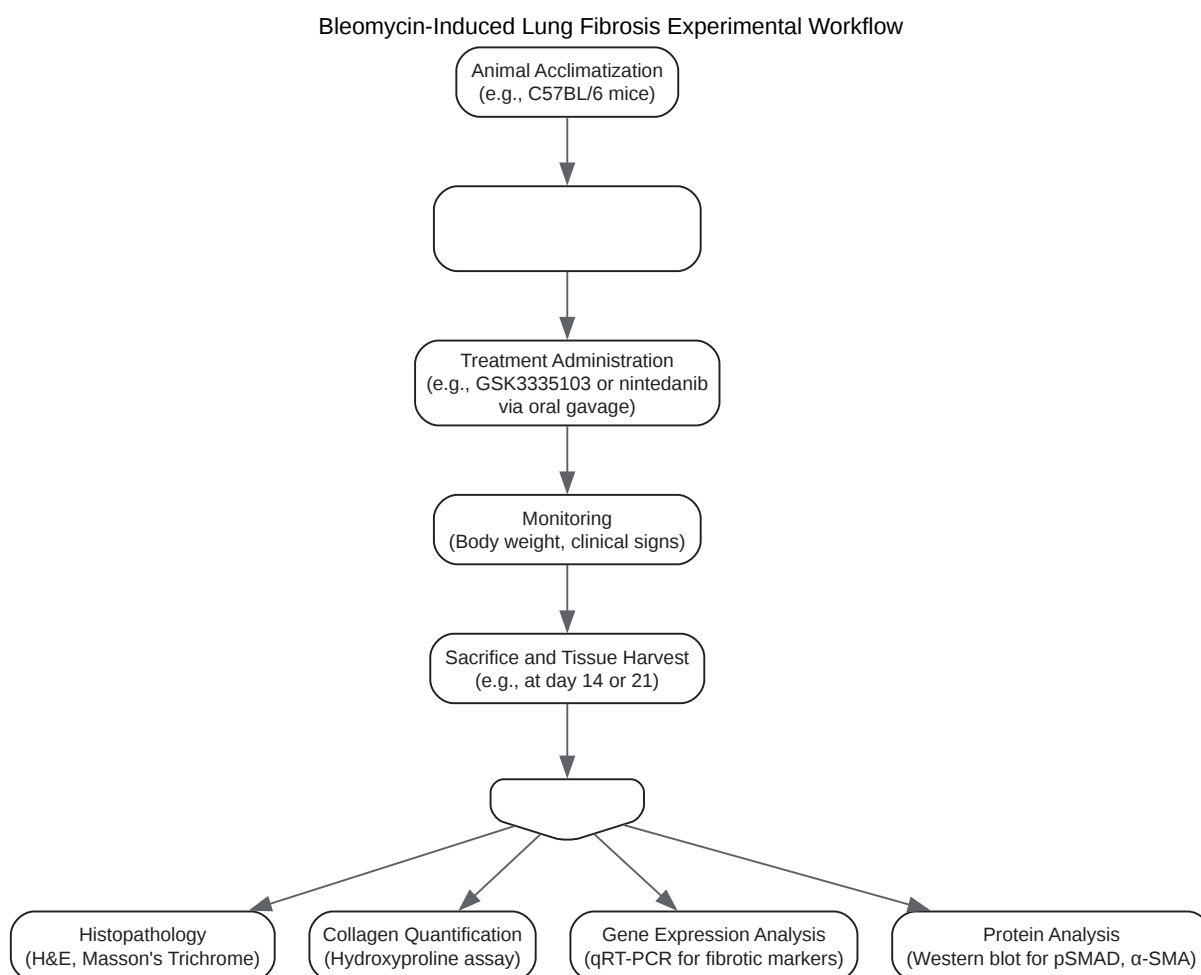 Bleomycin-Induced Lung Fibrosis Experimental Workflow
Animal Acclimatization
(e.g., C57BL/6 mice)
Treatment Administration
(e.g., GSK3335103 or nintedanib
via oral gavage)
Monitoring
(Body weight, clinical signs)
Sacrifice and Tissue Harvest
(e.g., at day 14 or 21)
Histopathology
(H&E, Masson's Trichrome)
Collagen Quantification
(Hydroxyproline assay)
Gene Expression Analysis
(qRT-PCR for fibrotic markers)
Protein Analysis
(Western blot for pSMAD, α-SMA)